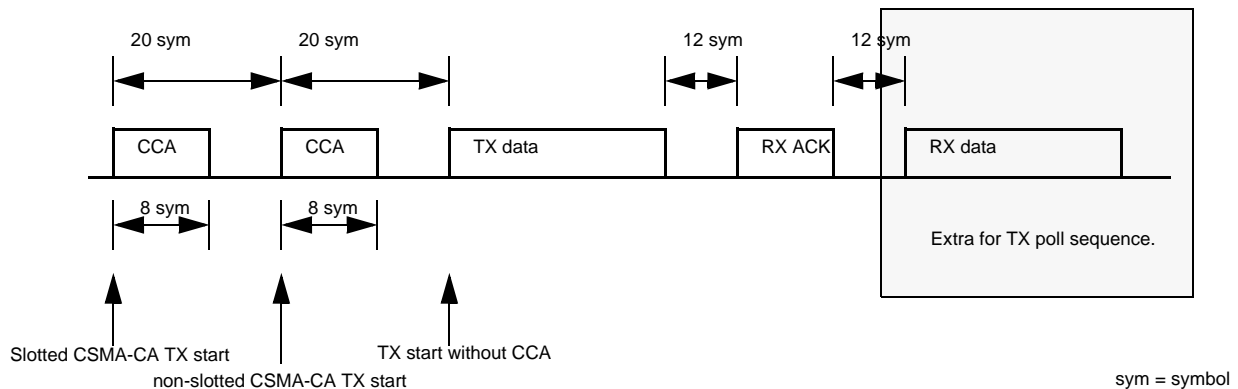 20 sym
20 sym
12 sym
12 sym
CCA
CCA
TX data
RX ACK
RX data
8 sym
8 sym
Extra for TX poll sequence.
Slotted CSMA-CA TX start
TX start without CCA
non-slotted CSMA-CA TX start
sym = symbol